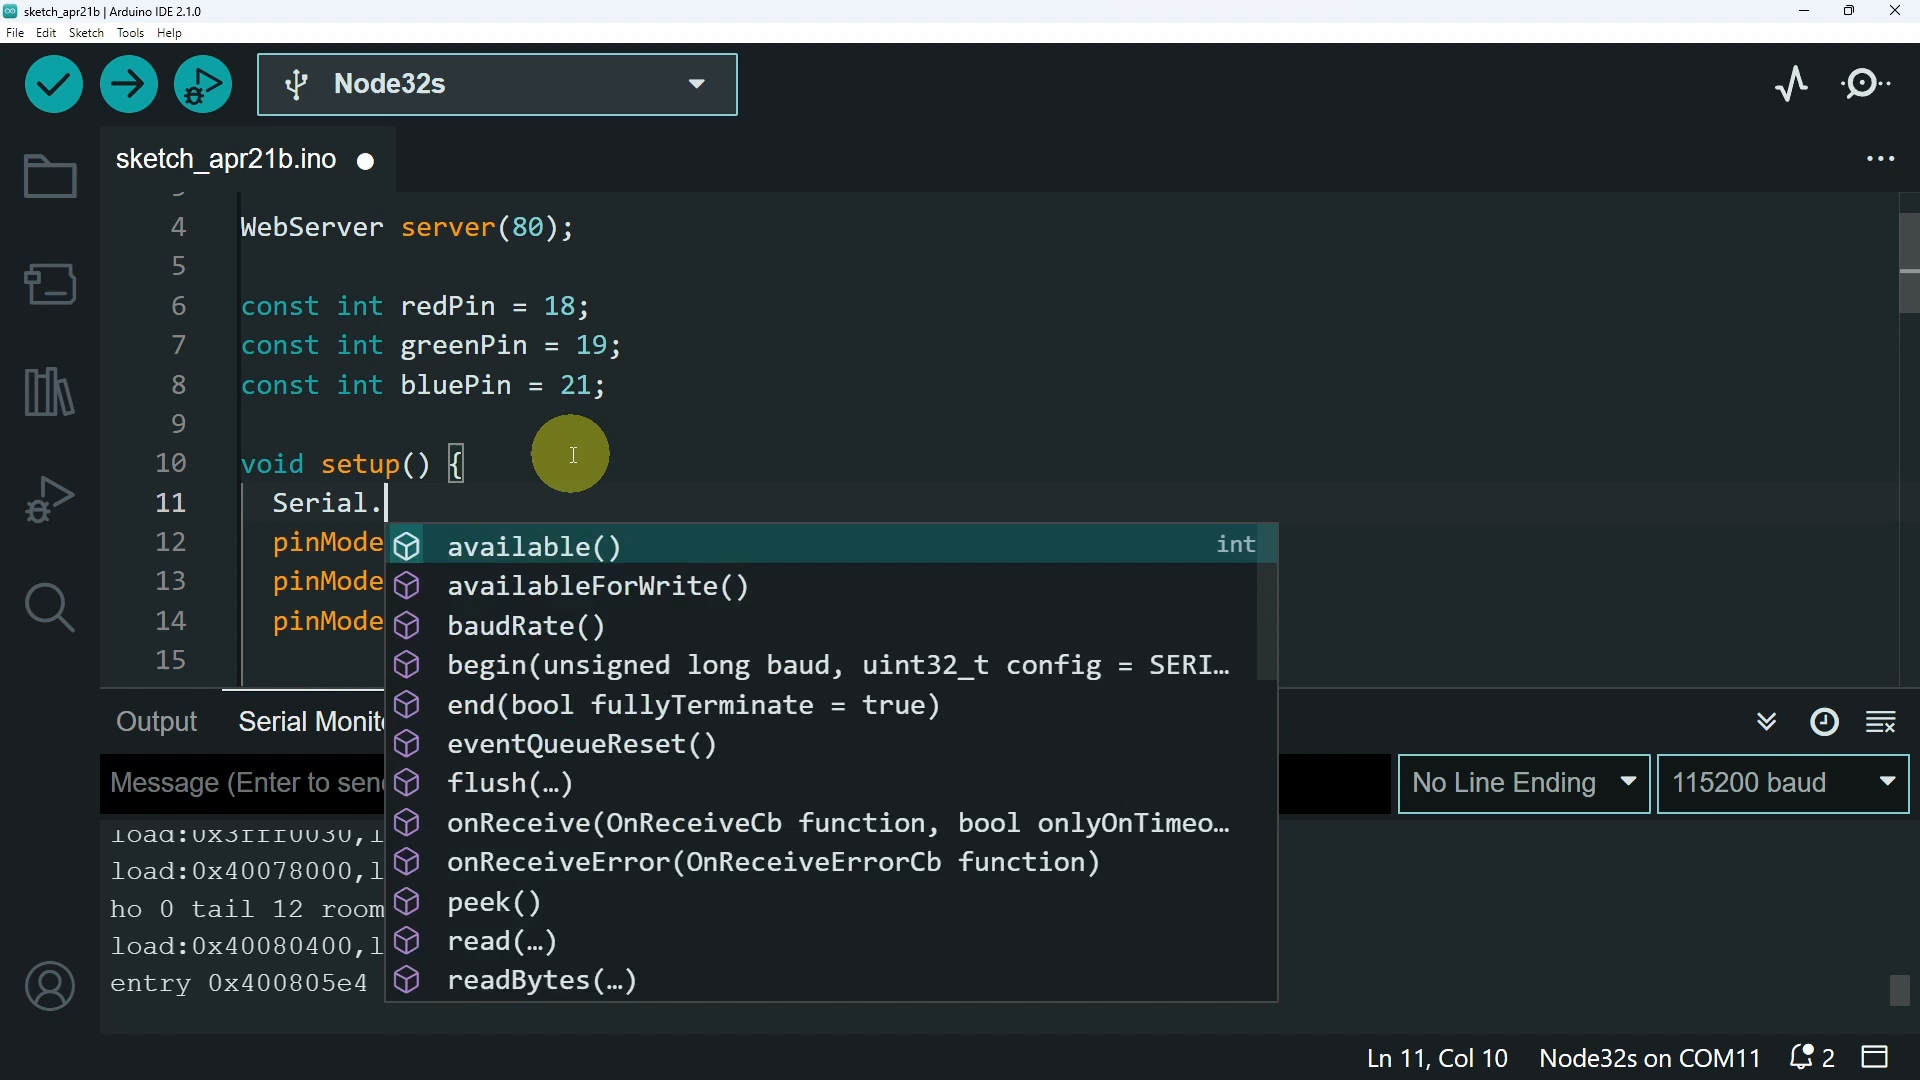 sketch_apr21b | Arduino IDE 2.1.0
File Edit Sketch Tools Help
Node32s
sketch_apr21b.ino
4 WebServer server(80);
5
6 const int redPin = 18;
7 const int greenPin = 19;
8 const int bluePin = 21;
9
10 void setup() {
11 Serial.
12 pinMode
13 pinMode
14 pinMode
15
available() int
availableForWrite()
baudRate()
begin(unsigned long baud, uint32_t config = SERI…
end(bool fullyTerminate = true)
eventQueueReset()
flush(…)
onReceive(OnReceiveCb function, bool onlyOnTimeo…
onReceiveError(OnReceiveErrorCb function)
peek()
read(…)
readBytes(…)
Output Serial Monit
Message (Enter to sen
No Line Ending 115200 baud
load:0x3fff0030,l
load:0x40078000,l
ho 0 tail 12 room
load:0x40080400,l
entry 0x400805e4
Ln 11, Col 10 Node32s on COM11 2